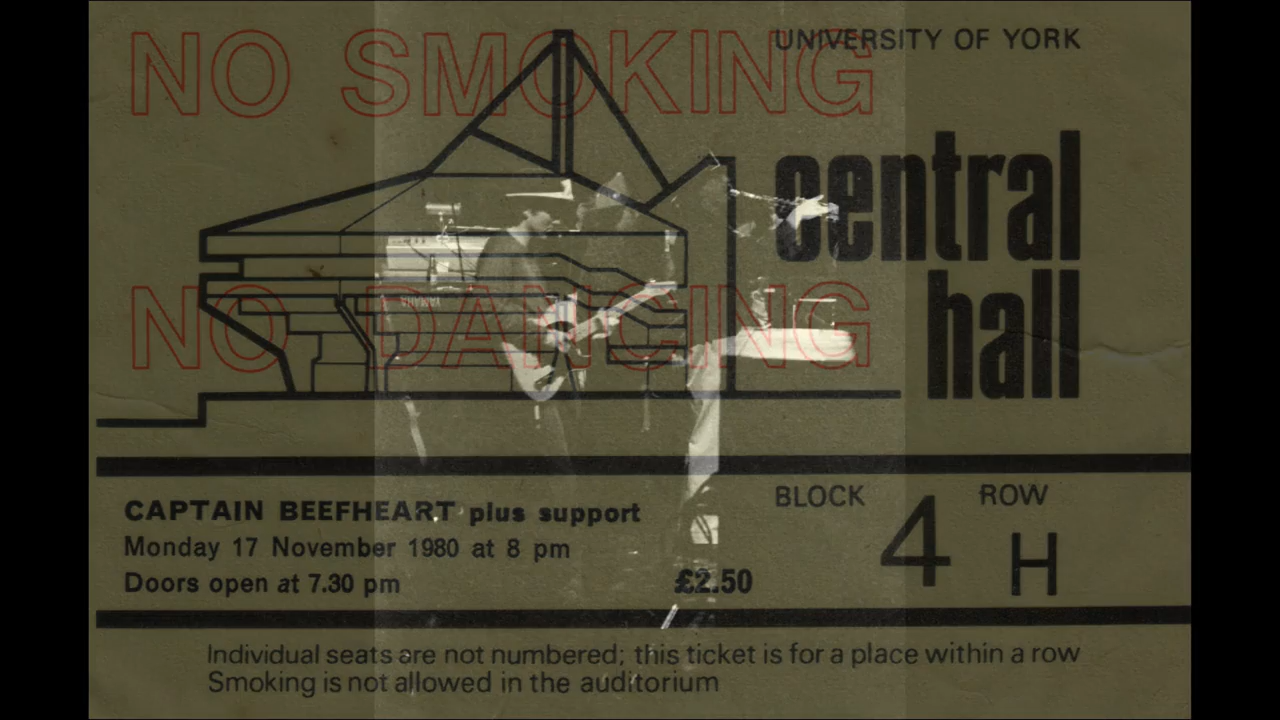 NO SMOKING
UNIVERSITY OF YORK
central
hall
NO DANCING
YAMAHA
CAPTAIN BEEFHEART plus support
Monday 17 November 1980 at 8 pm
Doors open at 7.30 pm
£2.50
BLOCK
4
ROW
H
Individual seats are not numbered; this ticket is for a place within a row
Smoking is not allowed in the auditorium